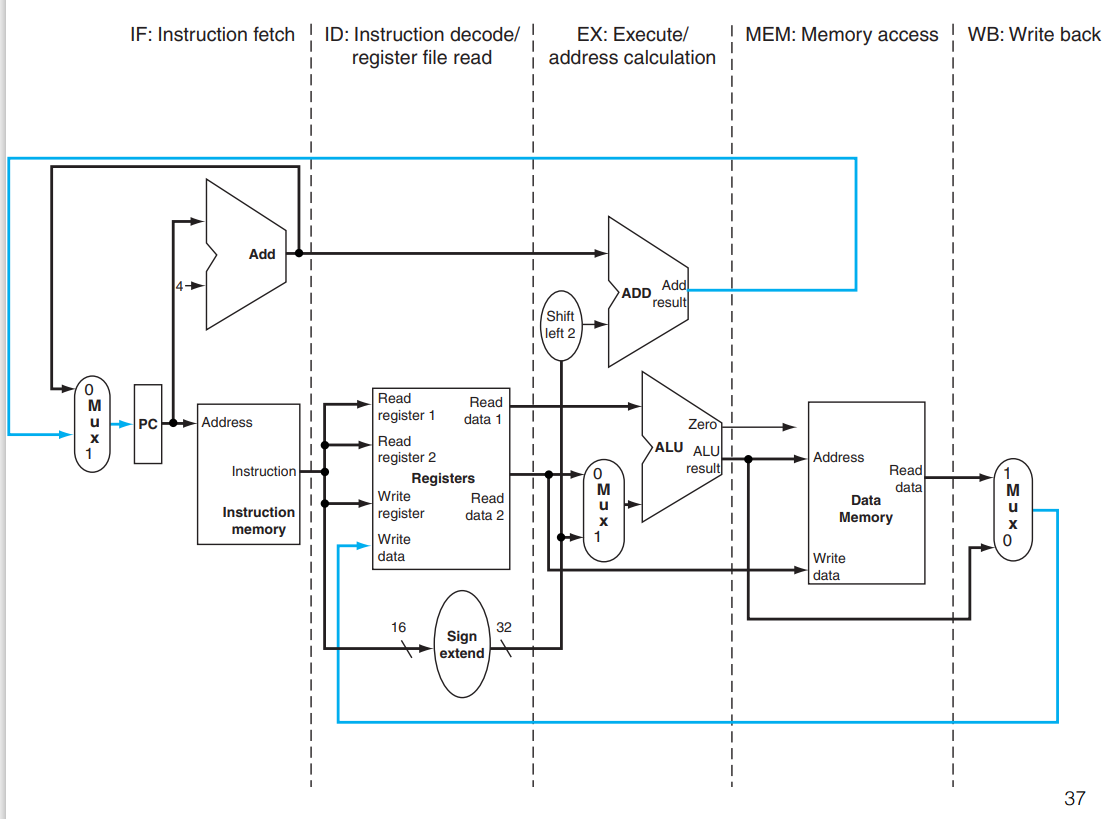 IF: Instruction fetch
ID: Instruction decode/
register file read
EX: Execute/
address calculation
MEM: Memory access
WB: Write back
Add
4
0
M
u
x
1
PC
Address
Instruction
Instruction
memory
Read
register 1
Read
register 2
Write
register
Write
data
Registers
Read
data 1
Read
data 2
16
Sign
extend
32
Shift
left 2
ADD
Add
result
0
M
u
x
1
Zero
ALU
ALU
result
Address
Read
data
Data
Memory
Write
data
1
M
u
x
0
37